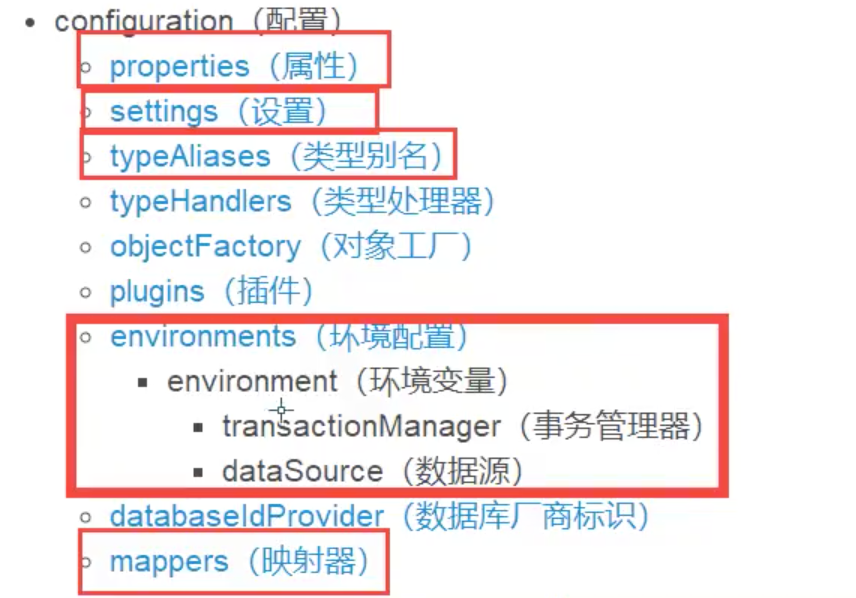 configuration（配置）
properties（属性）
settings（设置）
typeAliases（类型别名）
typeHandlers（类型处理器）
objectFactory（对象工厂）
plugins（插件）
environments（环境配置）
environment（环境变量）
transactionManager（事务管理器）
dataSource（数据源）
databaseIdProvider（数据库厂商标识）
mappers（映射器）